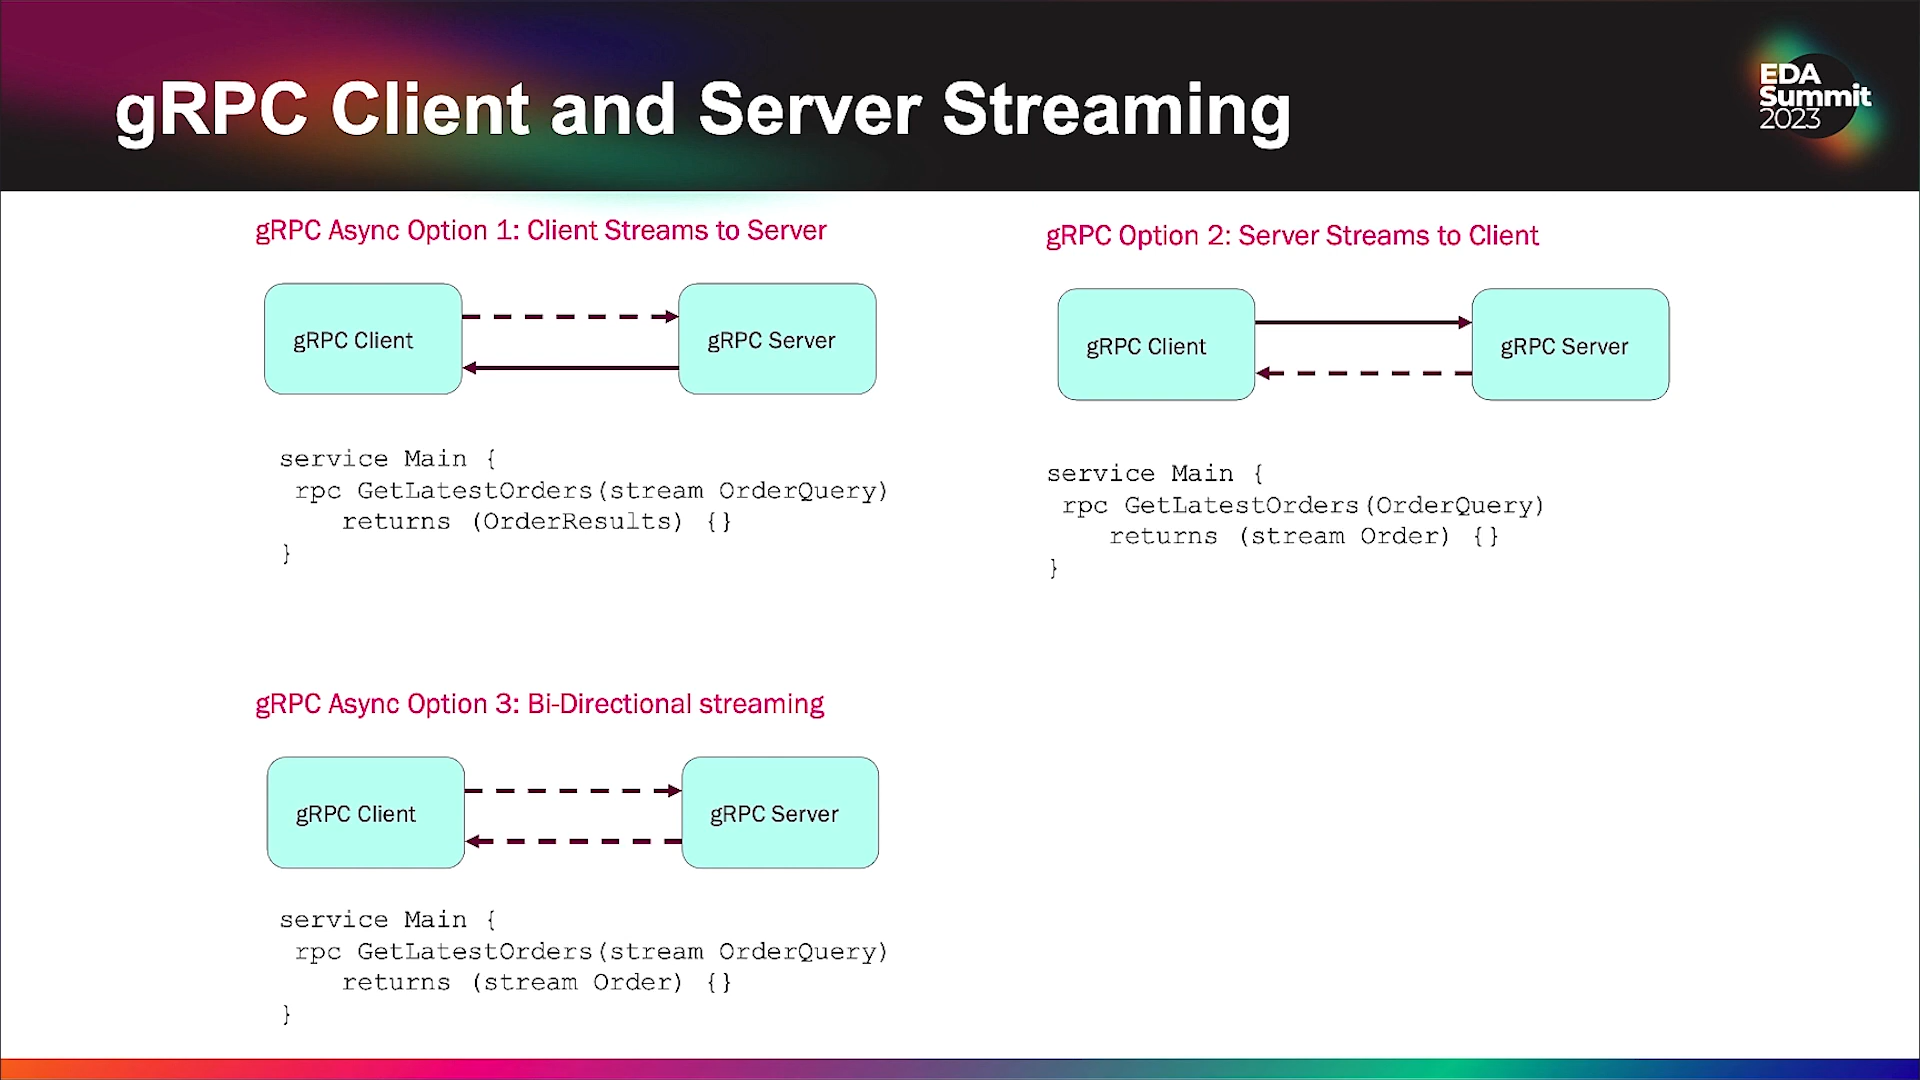 gRPC Client and Server Streaming
EDA
Summit
2023
gRPC Async Option 1: Client Streams to Server
gRPC Client
gRPC Server
service Main {
rpc GetLatestOrders(stream OrderQuery)
returns (OrderResults) {}
}
gRPC Option 2: Server Streams to Client
gRPC Client
gRPC Server
service Main {
rpc GetLatestOrders(OrderQuery)
returns (stream Order) {}
}
gRPC Async Option 3: Bi-Directional streaming
gRPC Client
gRPC Server
service Main {
rpc GetLatestOrders(stream OrderQuery)
returns (stream Order) {}
}